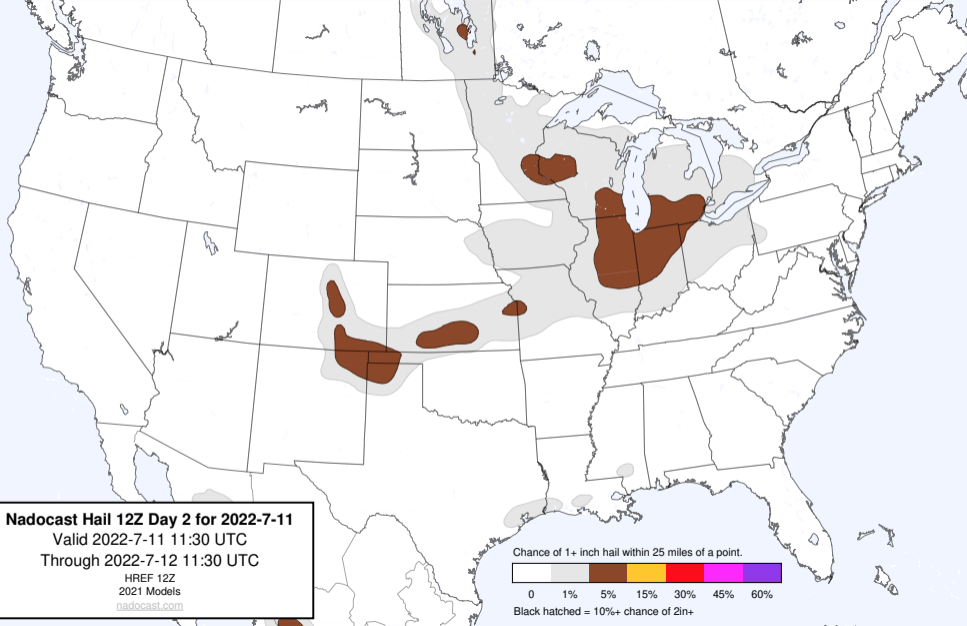 Nadocast Hail 12Z Day 2 for 2022-7-11
Valid 2022-7-11 11:30 UTC
Through 2022-7-12 11:30 UTC
HREF 12Z
2021 Models
nadocast.com
Chance of 1+ inch hail within 25 miles of a point.
0 1% 5% 15% 30% 45% 60%
Black hatched = 10%+ chance of 2in+